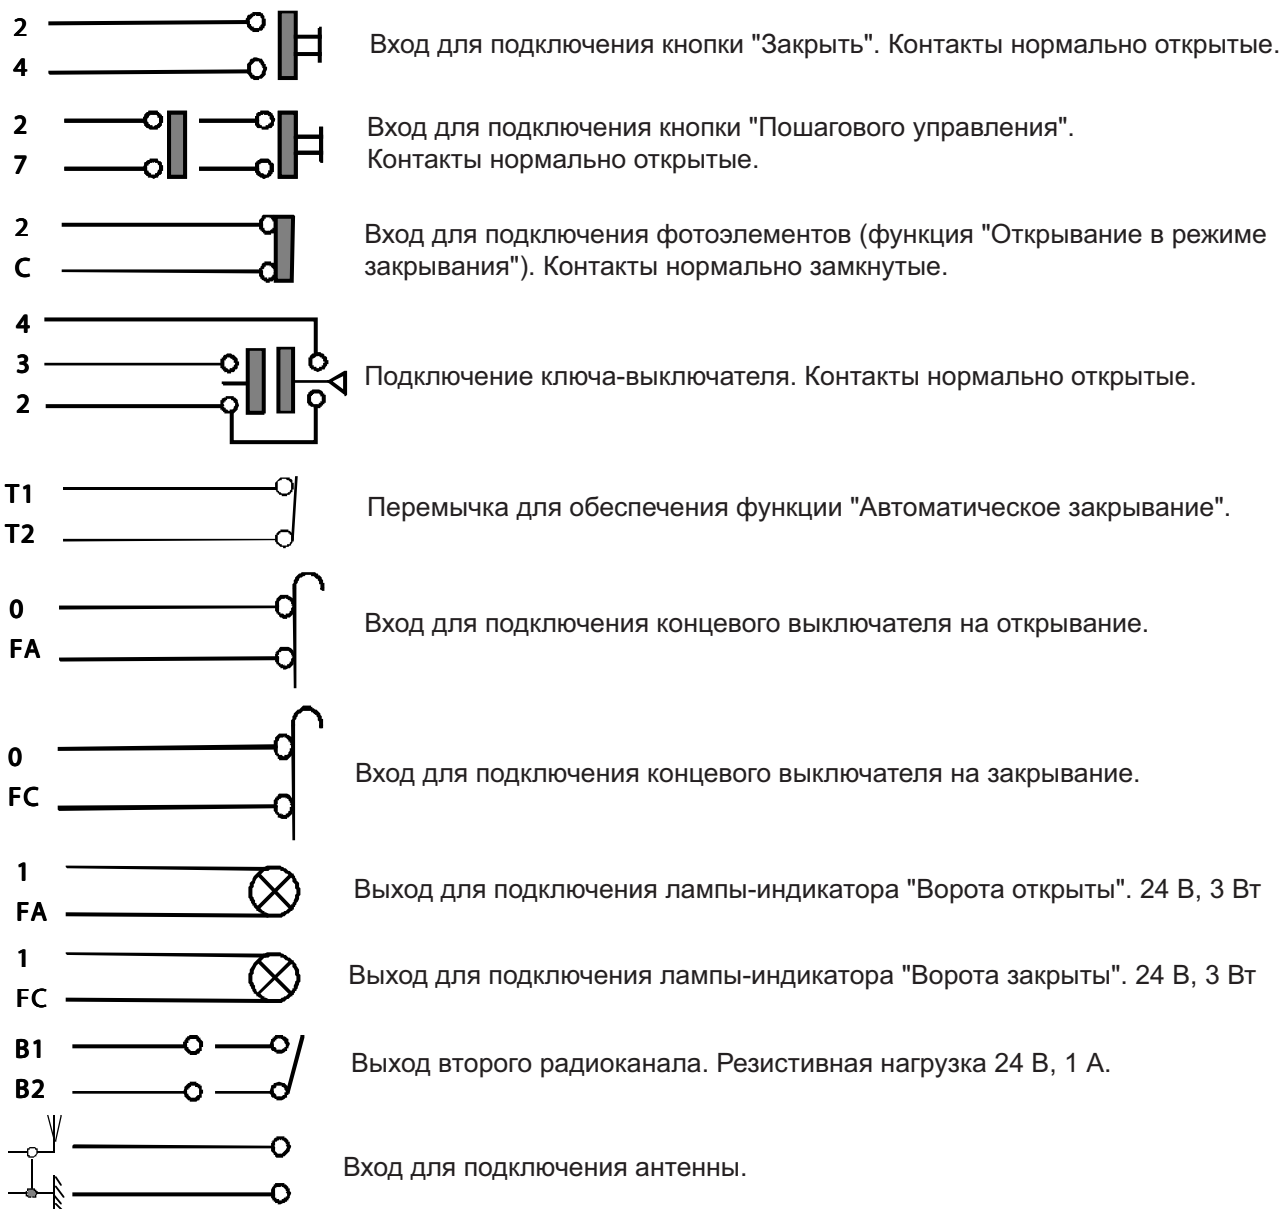 2
Вход для подключения кнопки "Закрыть". Контакты нормально открытые.
4
2
Вход для подключения кнопки "Пошагового управления".
7
Контакты нормально открытые.
2
Вход для подключения фотоэлементов (функция "Открывание в режиме
C
закрывания"). Контакты нормально замкнутые.
4
3
Подключение ключа-выключателя. Контакты нормально открытые.
2
T1
Перемычка для обеспечения функции "Автоматическое закрывание".
T2
0
Вход для подключения концевого выключателя на открывание.
FA
0
Вход для подключения концевого выключателя на закрывание.
FC
1
Выход для подключения лампы-индикатора "Ворота открыты". 24 В, 3 Вт
FA
1
Выход для подключения лампы-индикатора "Ворота закрыты". 24 В, 3 Вт
FC
B1
Выход второго радиоканала. Резистивная нагрузка 24 В, 1 А.
B2
Вход для подключения антенны.